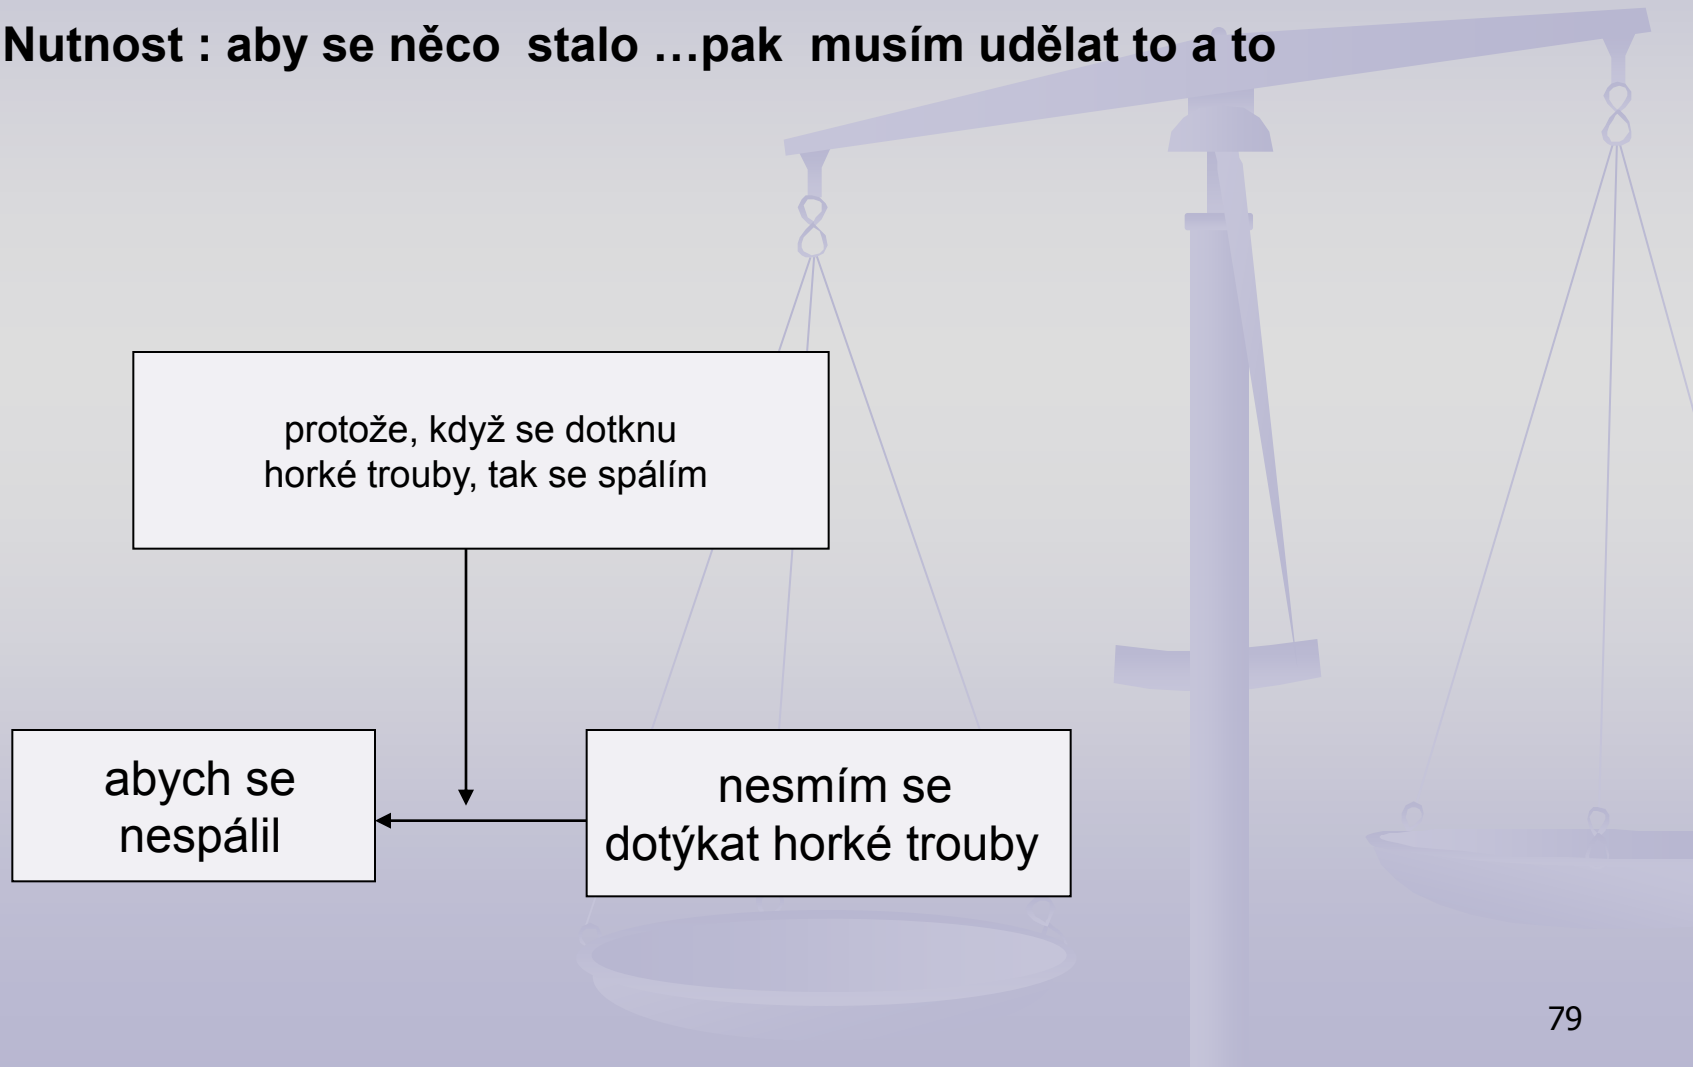 Nutnost : aby se něco  stalo …pak  musím udělat to a to
protože, když se dotknu
horké trouby, tak se spálím
abych se
nespálil
nesmím se
dotýkat horké trouby
79